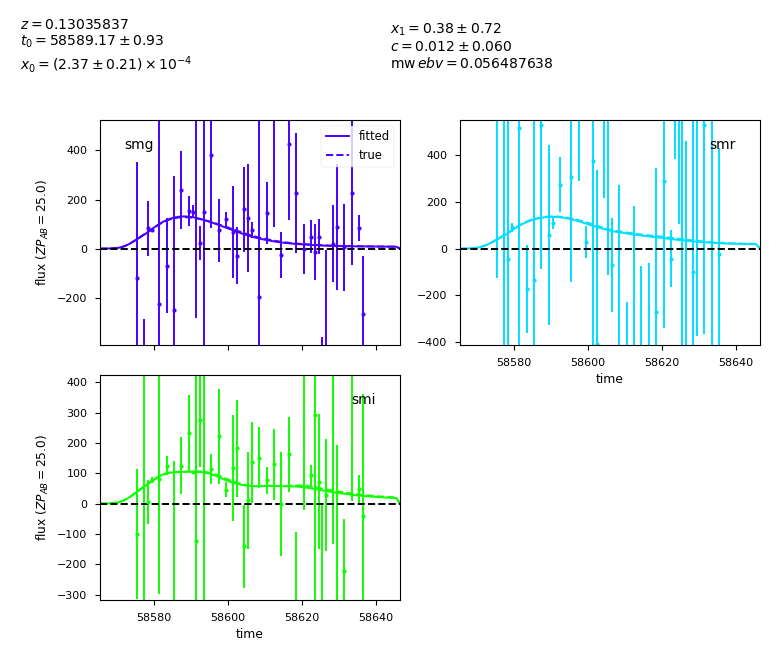 z = 0.13035837
t₀ = 58589.17 ± 0.93
x₀ = (2.37 ± 0.21) × 10⁻⁴
x₁ = 0.38 ± 0.72
c = 0.012 ± 0.060
mw ebv = 0.056487638
smg
fitted
true
400
200
0
−200
flux (ZP_AB = 25.0)
smr
400
200
0
−200
−400
58580 58600 58620 58640
time
smi
400
300
200
100
0
−100
−200
−300
flux (ZP_AB = 25.0)
58580 58600 58620 58640
time